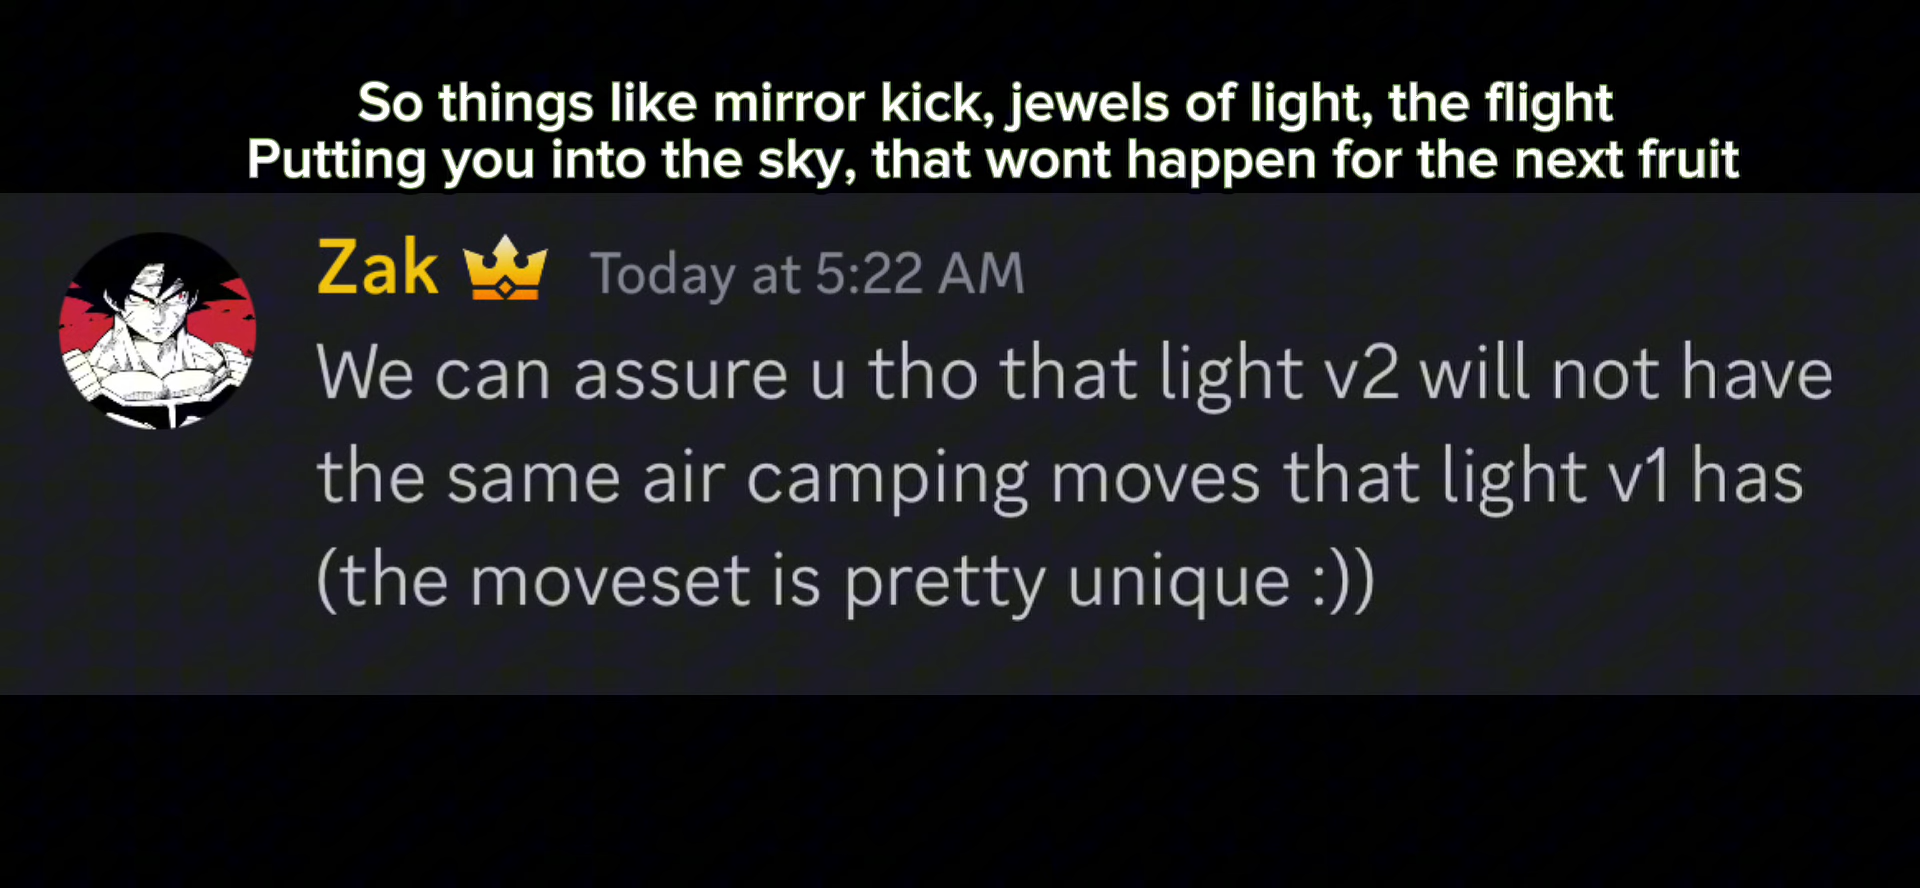 So things like mirror kick, jewels of light, the flight
Putting you into the sky, that wont happen for the next fruit
Zak Today at 5:22 AM
We can assure u tho that light v2 will not have
the same air camping moves that light v1 has
(the moveset is pretty unique :))